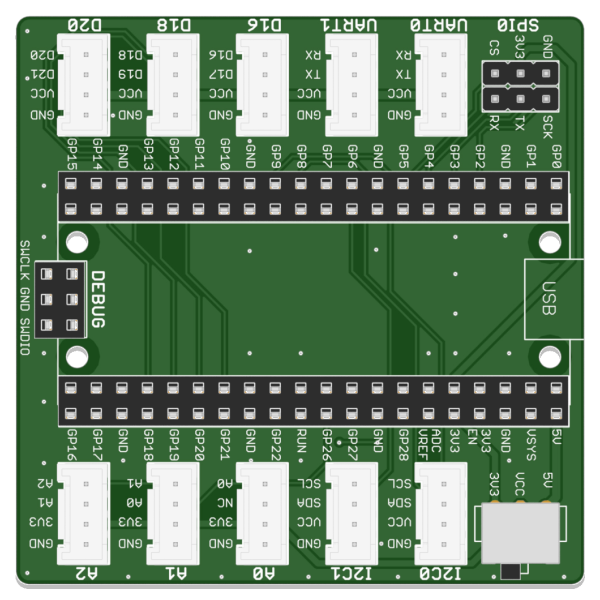 D20 D18 D16 UART1 UART0 SPI0
CS 3V3 GND
D20 D18 D16 RX RX
D21 D19 D17 TX TX
VCC VCC VCC VCC VCC
GND GND GND GND GND
RX TX SCK
GP15 GP14 GND GP13 GP12 GP11 GP10 GND GP9 GP8 GP7 GP6 GND GP5 GP4 GP3 GP2 GND GP1 GP0
SWCLK GND SWDIO
DEBUG
USB
GP16 GP17 GND GP18 GP19 GP20 GP21 GND GP22 RUN GP26 GP27 GND GP28 VREF ADC 3V3 EN 3V3 GND VSYS 5V
3V3 VCC 5V
A2 A1 A0 SCL SCL
A1 A0 NC SDA SDA
3V3 3V3 3V3 VCC VCC
GND GND GND GND GND
A2 A1 A0 I2C1 I2C0